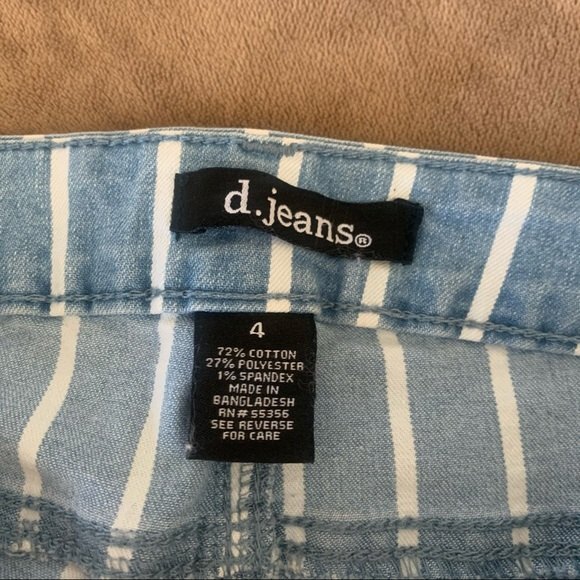 d.jeans®
4
72% COTTON
27% POLYESTER
1% SPANDEX
MADE IN
BANGLADESH
RN# 55356
SEE REVERSE
FOR CARE